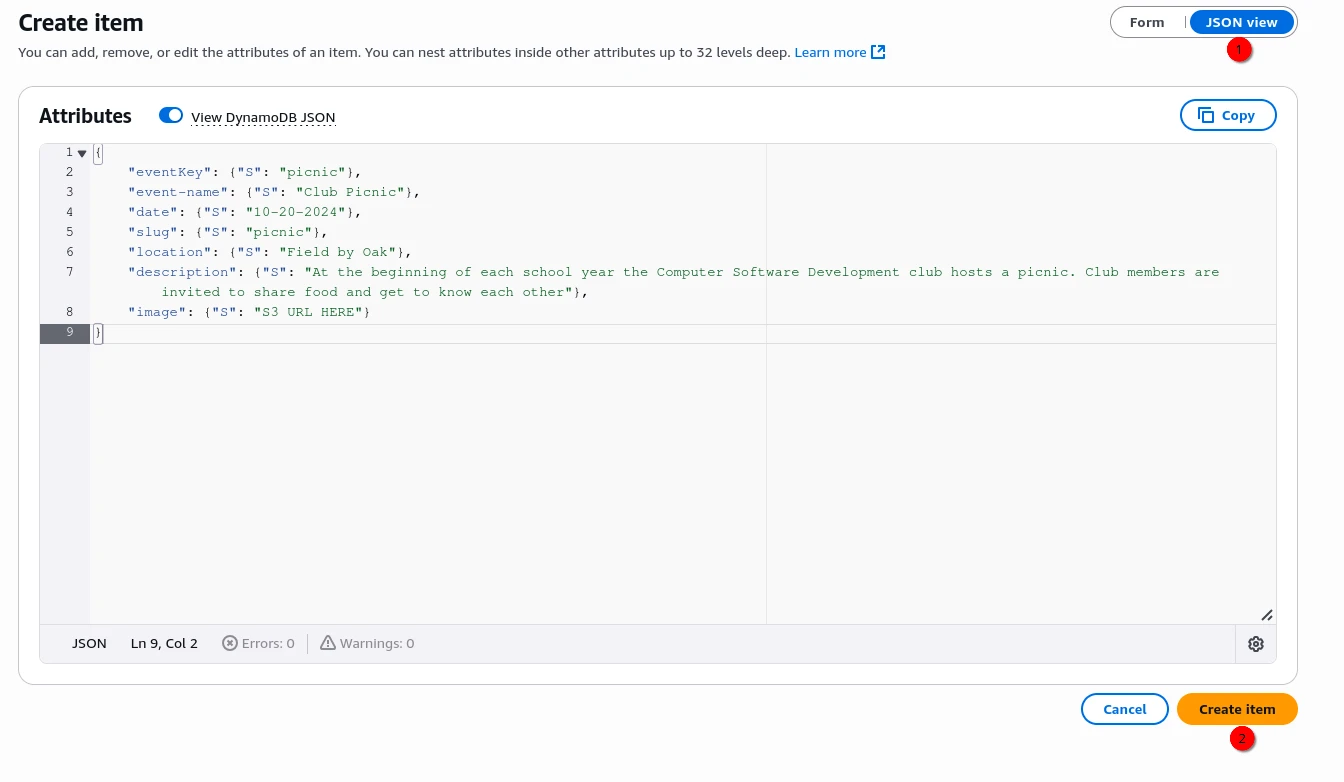 Create item
Form | JSON view
1
You can add, remove, or edit the attributes of an item. You can nest attributes inside other attributes up to 32 levels deep. Learn more
Attributes View DynamoDB JSON Copy
1 {
2 "eventKey": {"S": "picnic"},
3 "event-name": {"S": "Club Picnic"},
4 "date": {"S": "10-20-2024"},
5 "slug": {"S": "picnic"},
6 "location": {"S": "Field by Oak"},
7 "description": {"S": "At the beginning of each school year the Computer Software Development club hosts a picnic. Club members are
invited to share food and get to know each other"},
8 "image": {"S": "S3 URL HERE"}
9 }
JSON Ln 9, Col 2 Errors: 0 Warnings: 0
Cancel Create item
2